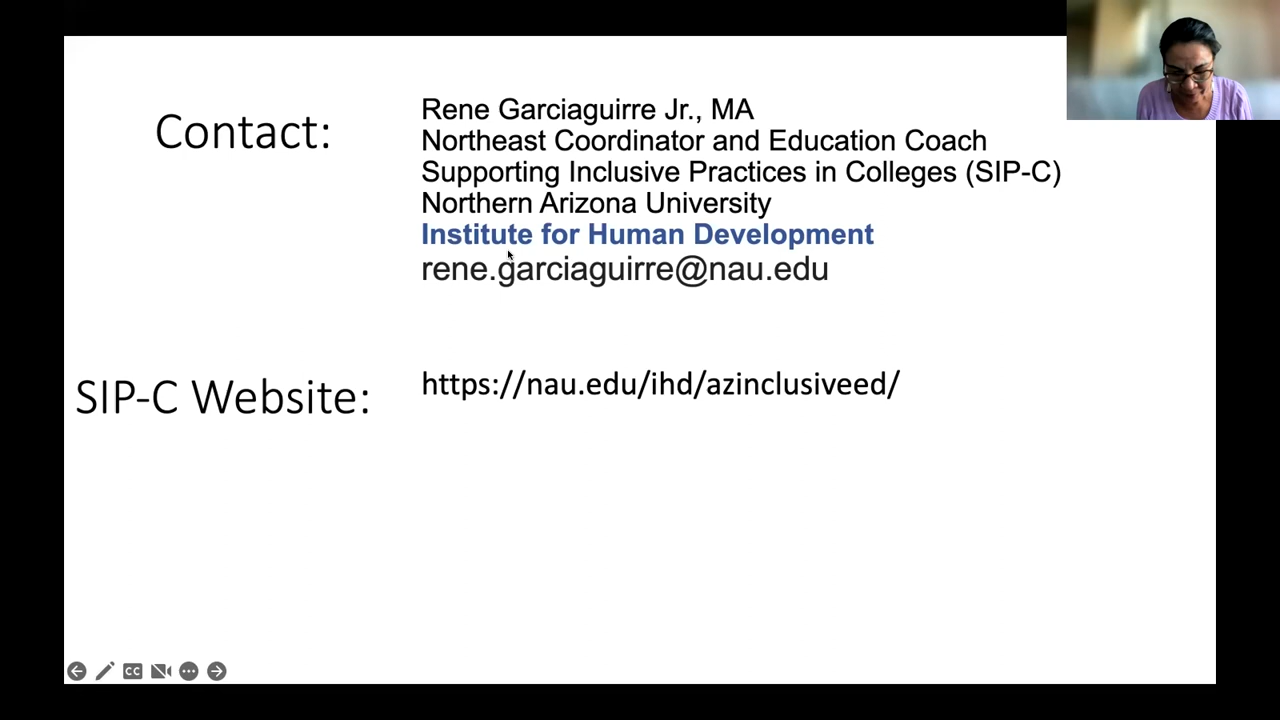 Contact:
Rene Garciaguirre Jr., MA
Northeast Coordinator and Education Coach
Supporting Inclusive Practices in Colleges (SIP-C)
Northern Arizona University
Institute for Human Development
rene.garciaguirre@nau.edu
SIP-C Website:
https://nau.edu/ihd/azinclusiveed/
CC